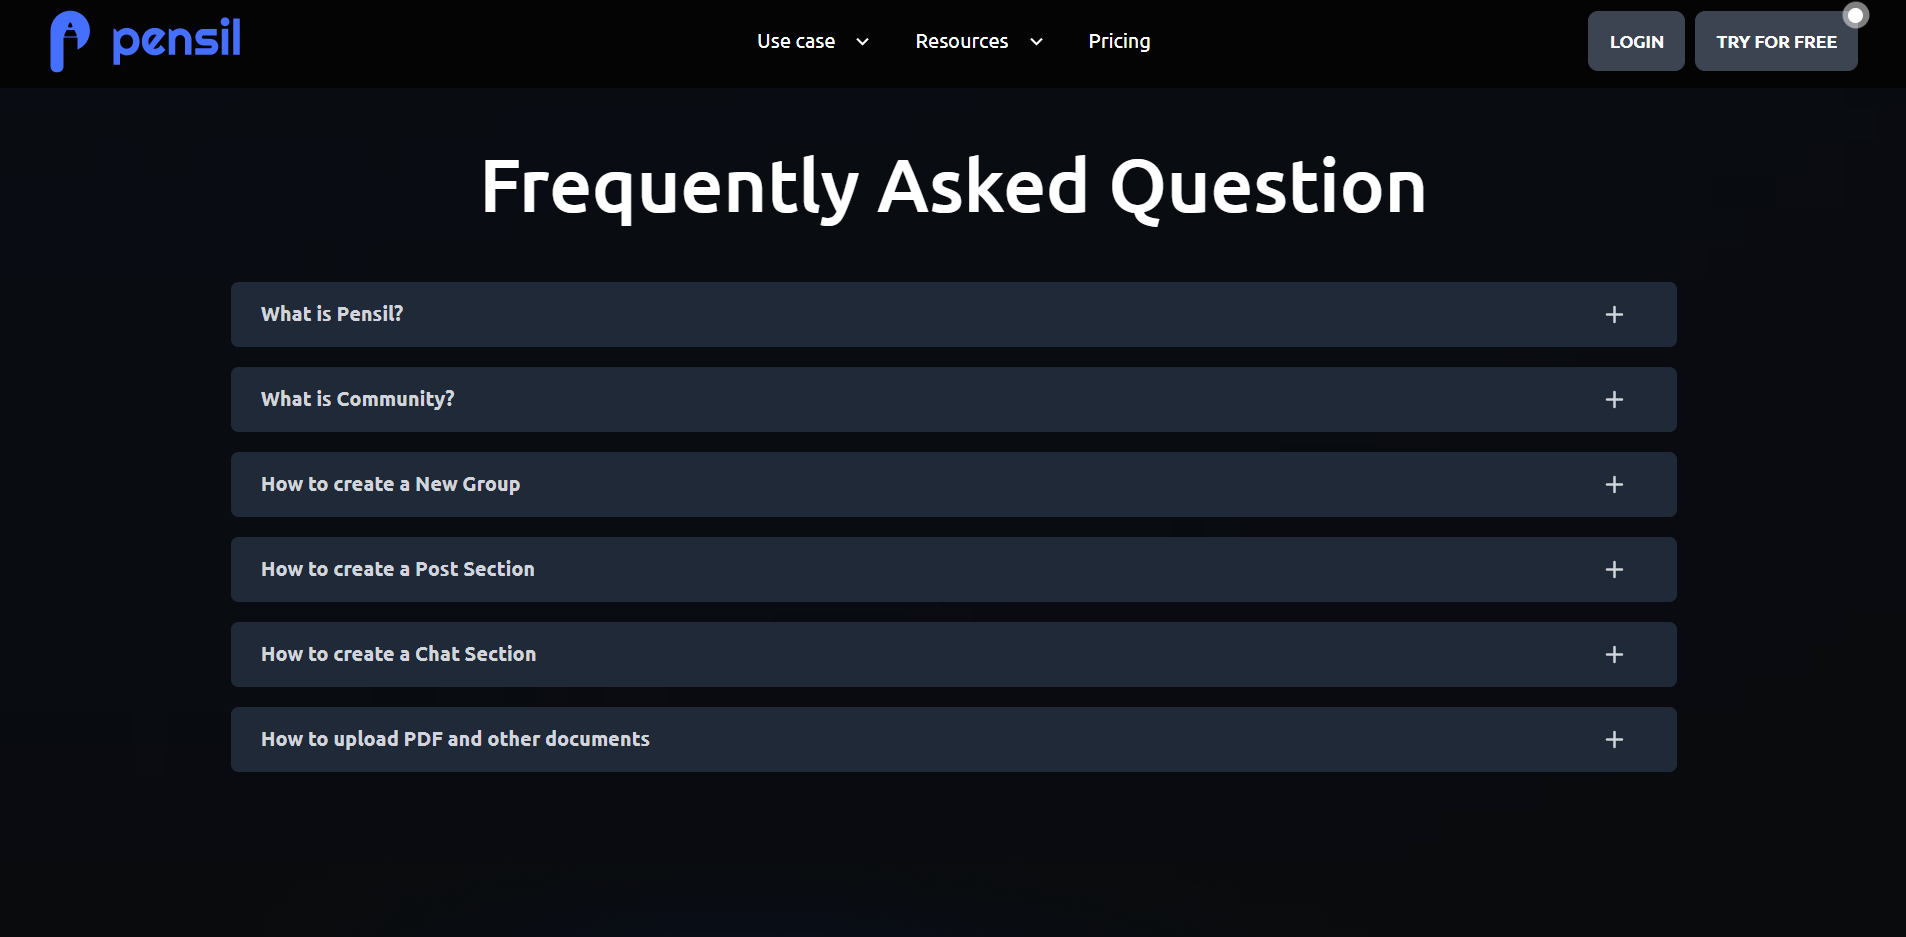 pensil
Use case
Resources
Pricing
LOGIN
TRY FOR FREE
Frequently Asked Question
What is Pensil?
What is Community?
How to create a New Group
How to create a Post Section
How to create a Chat Section
How to upload PDF and other documents